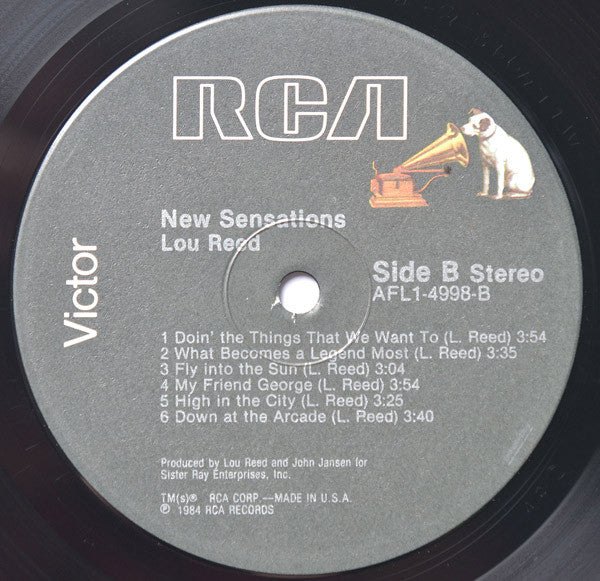 RCA
Victor
New Sensations
Lou Reed
Side B Stereo
AFL1-4998-B
1 Doin' the Things That We Want To (L. Reed) 3:54
2 What Becomes a Legend Most (L. Reed) 3:35
3 Fly into the Sun (L. Reed) 3:04
4 My Friend George (L. Reed) 3:54
5 High in the City (L. Reed) 3:25
6 Down at the Arcade (L. Reed) 3:40
Produced by Lou Reed and John Jansen for
Sister Ray Enterprises, Inc.
TM(s)® RCA CORP.—MADE IN U.S.A.
℗ 1984 RCA RECORDS